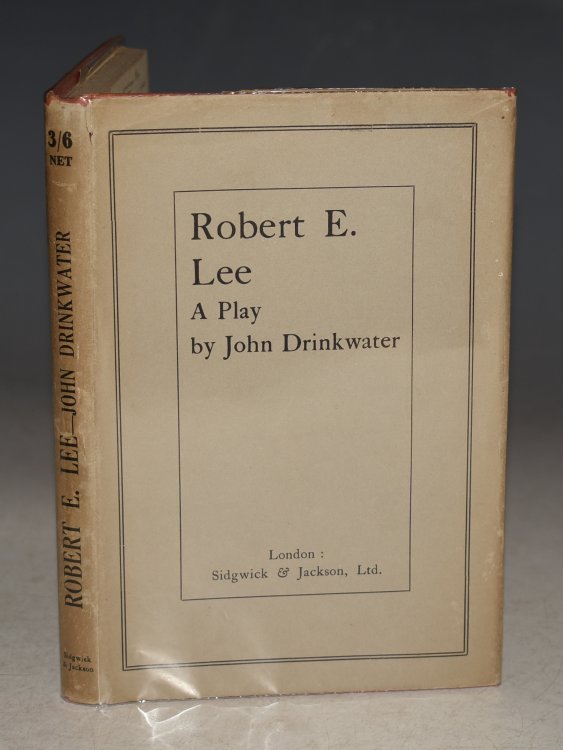 3/6
NET
ROBERT E. LEE—JOHN DRINKWATER
Sidgwick
& Jackson
Robert E.
Lee
A Play
by John Drinkwater
London :
Sidgwick & Jackson, Ltd.